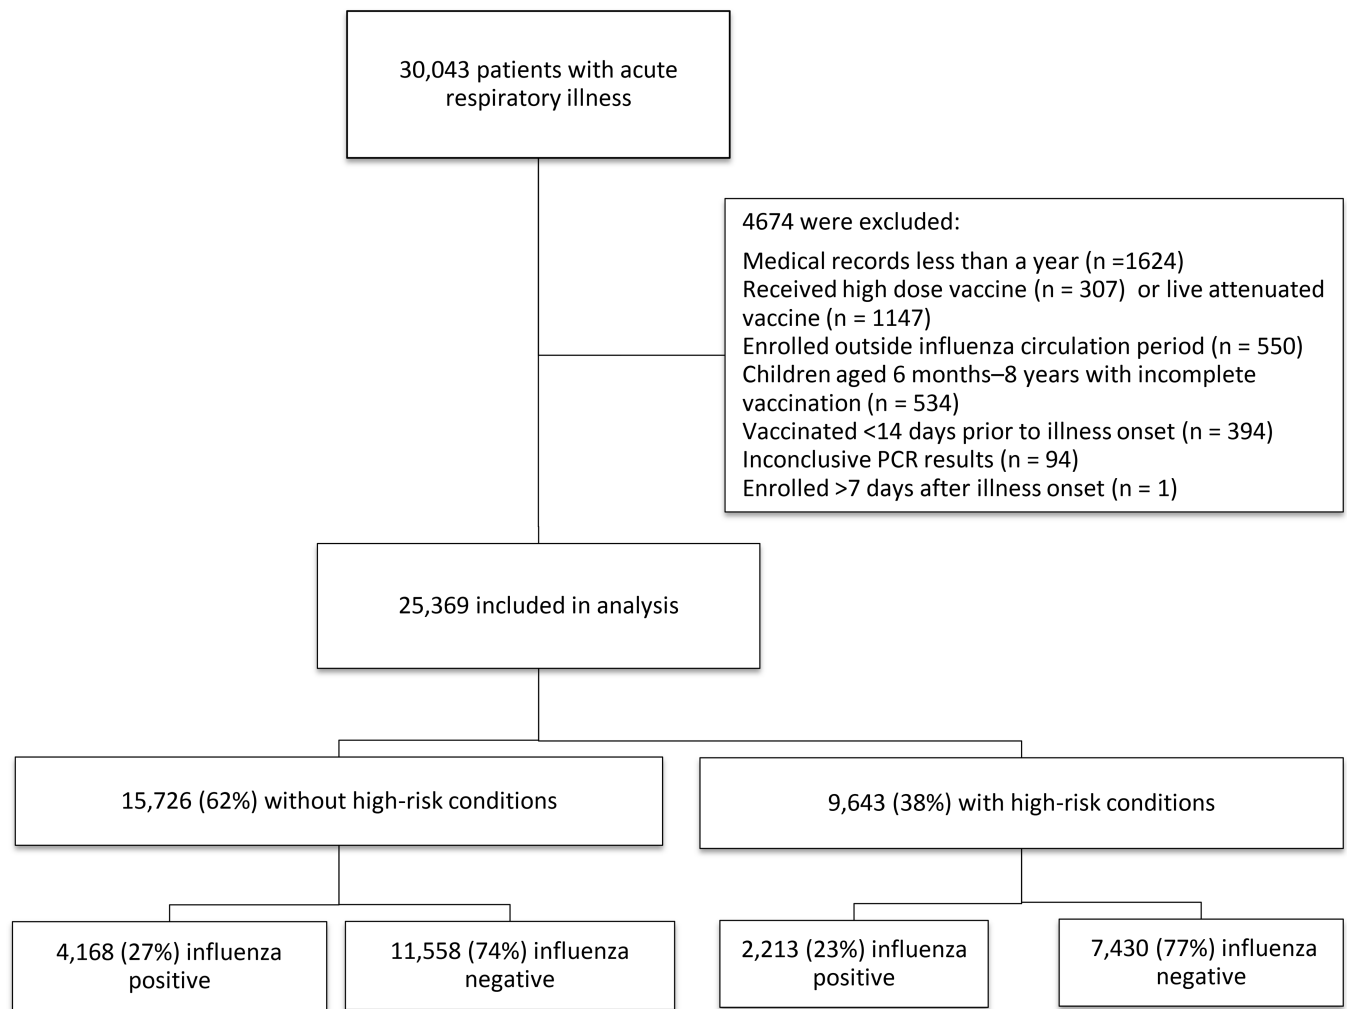 30,043 patients with acute
respiratory illness
4674 were excluded:
Medical records less than a year (n =1624)
Received high dose vaccine (n = 307)  or live attenuated
vaccine (n = 1147)
Enrolled outside influenza circulation period (n = 550)
Children aged 6 months–8 years with incomplete
vaccination (n = 534)
Vaccinated <14 days prior to illness onset (n = 394)
Inconclusive PCR results (n = 94)
Enrolled >7 days after illness onset (n = 1)
25,369 included in analysis
15,726 (62%) without high-risk conditions
9,643 (38%) with high-risk conditions
4,168 (27%) influenza
positive
11,558 (74%) influenza
negative
2,213 (23%) influenza
positive
7,430 (77%) influenza
negative